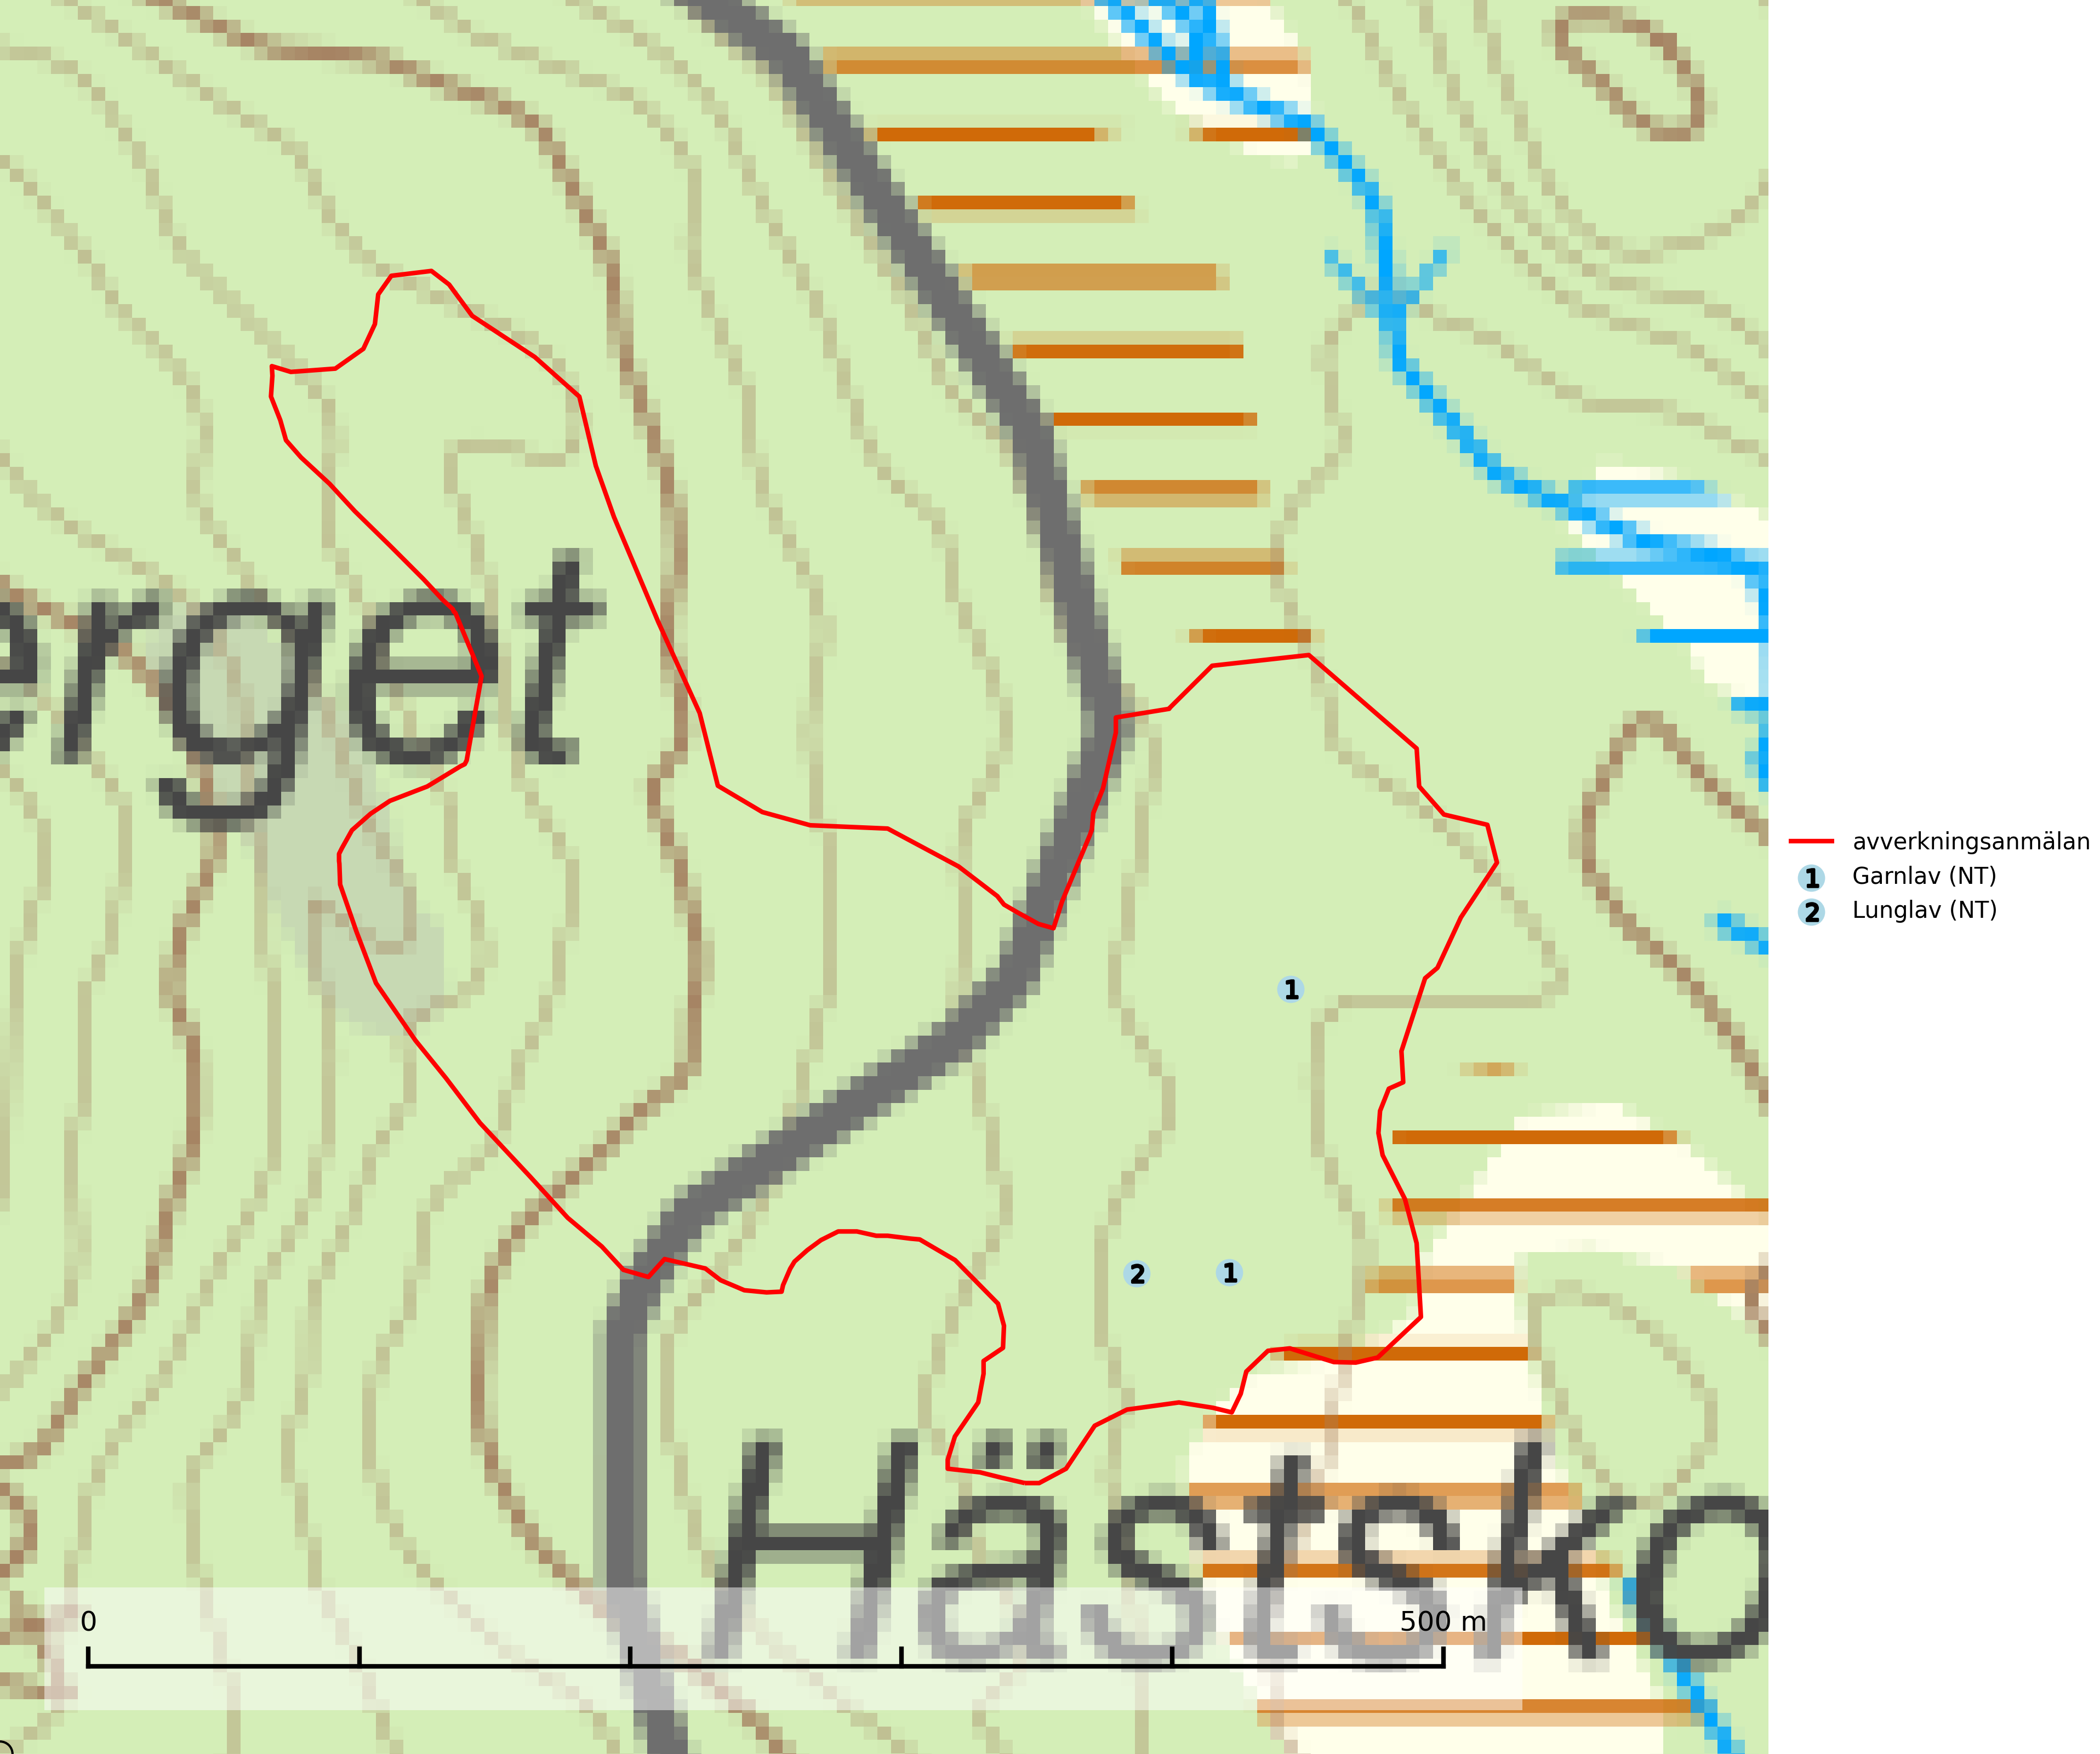 erget
1
avverkningsanmälan
1 Garnlav (NT)
2 Lunglav (NT)
2 1
Hästsko
0 500 m